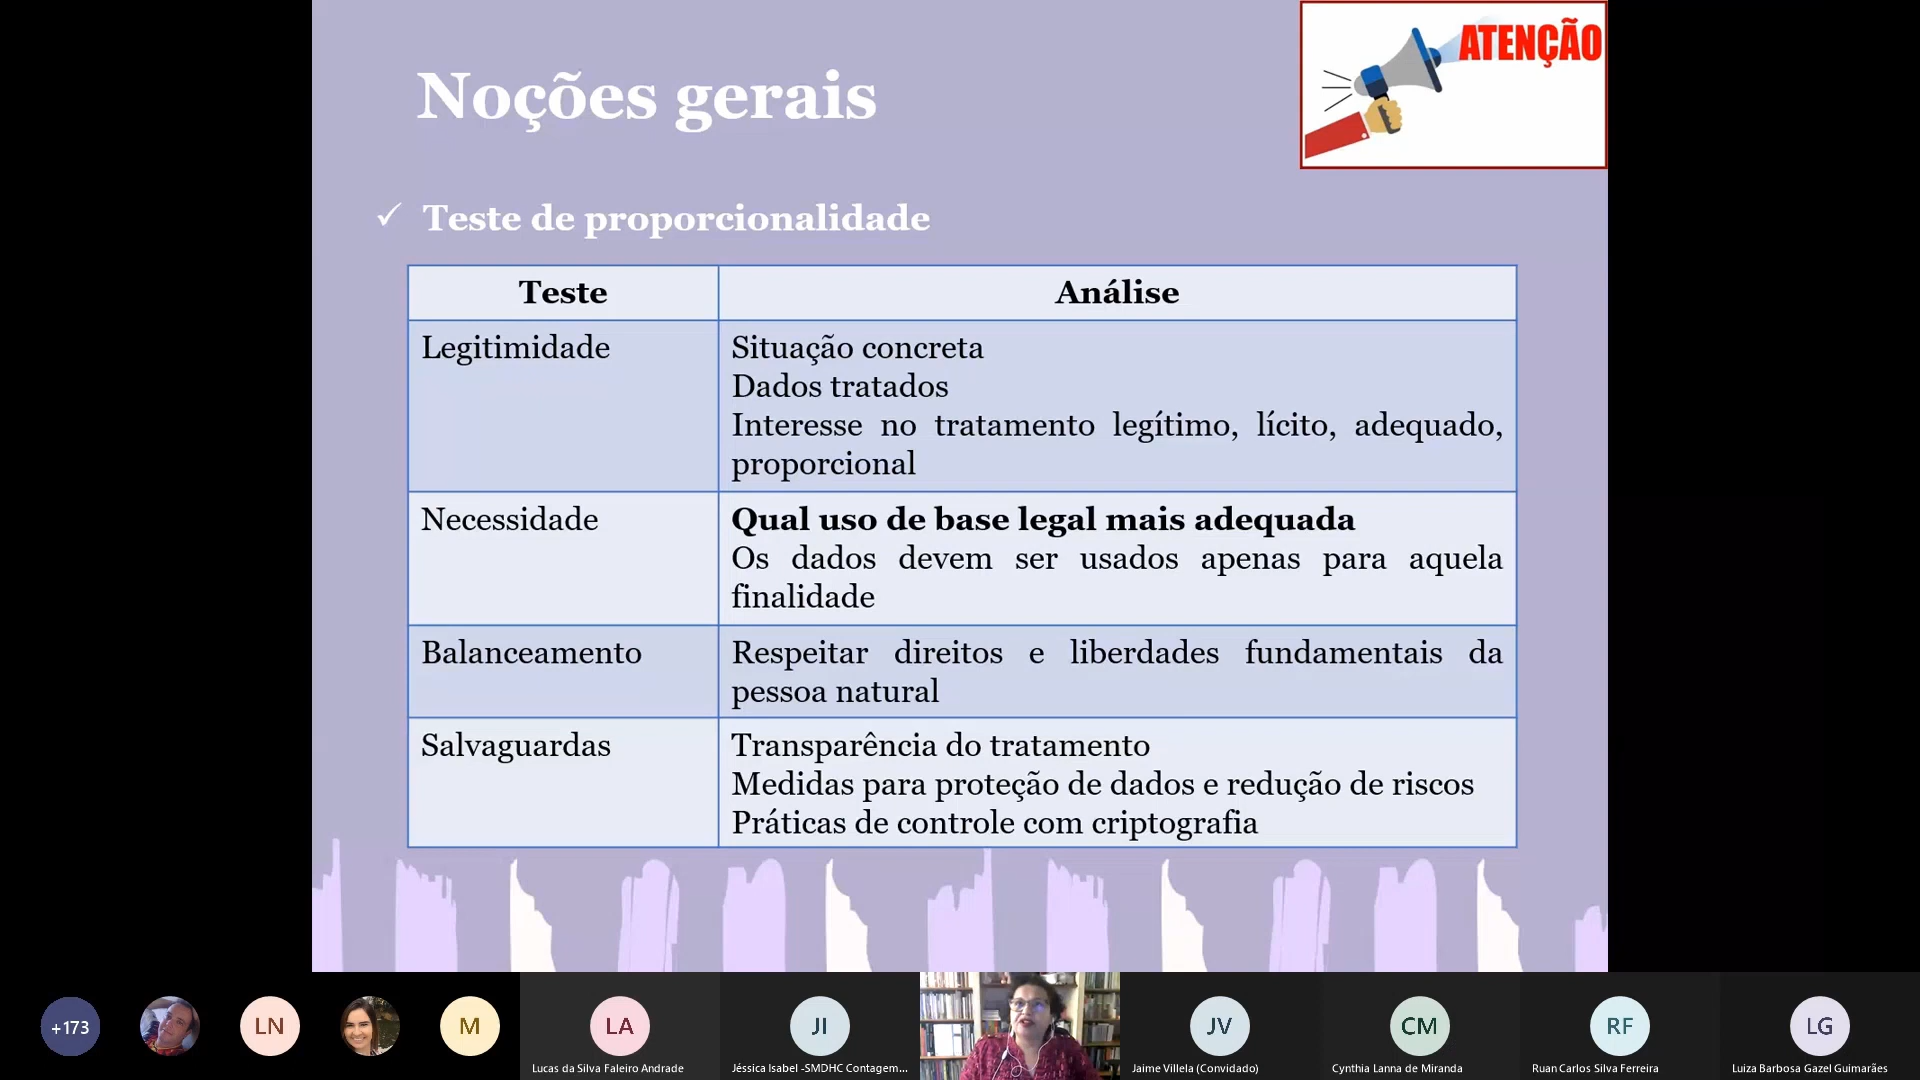 ATENÇÃO
Noções gerais
✓ Teste de proporcionalidade
Teste
Análise
Legitimidade
Situação concreta
Dados tratados
Interesse no tratamento legítimo, lícito, adequado,
proporcional
Necessidade
Qual uso de base legal mais adequada
Os dados devem ser usados apenas para aquela
finalidade
Balanceamento
Respeitar direitos e liberdades fundamentais da
pessoa natural
Salvaguardas
Transparência do tratamento
Medidas para proteção de dados e redução de riscos
Práticas de controle com criptografia
+173
LN
M
LA
JI
JV
CM
RF
LG
Lucas da Silva Faleiro Andrade
Jéssica Isabel -SMDHC Contagem...
Jaime Villela (Convidado)
Cynthia Lanna de Miranda
Ruan Carlos Silva Ferreira
Luiza Barbosa Gazel Guimarães